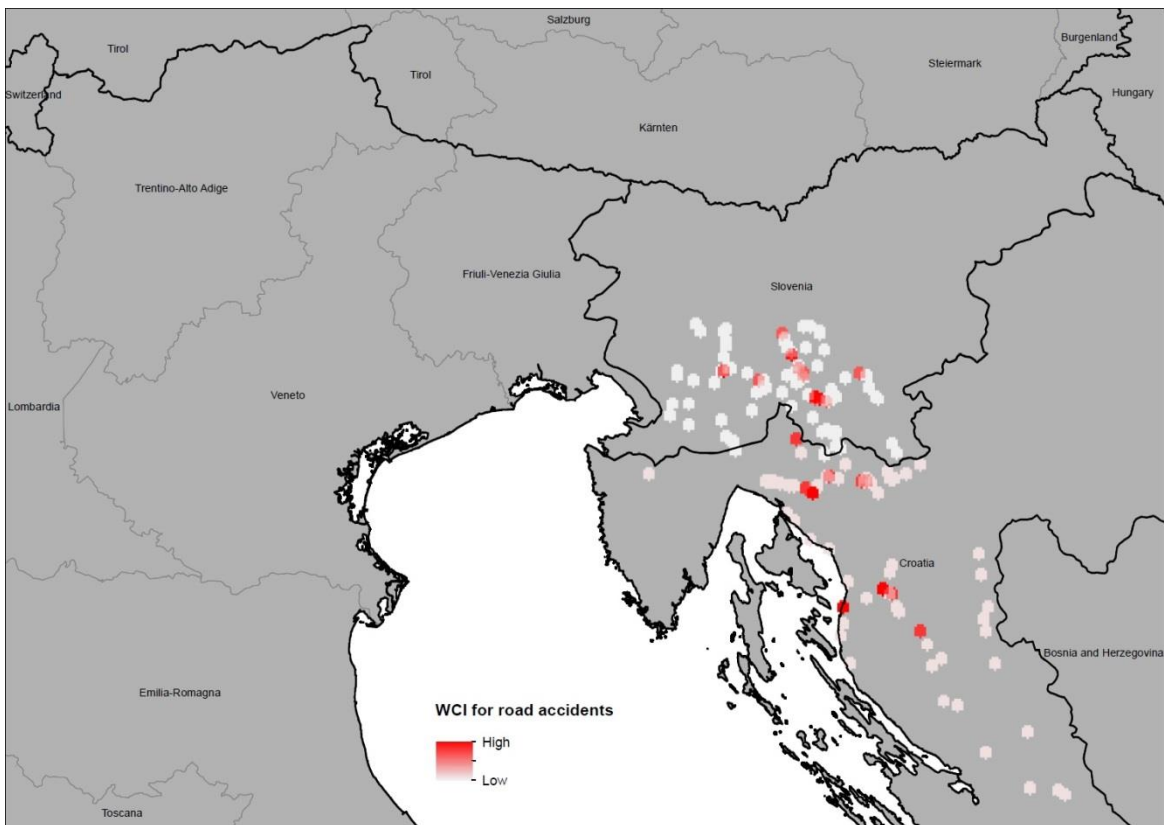 Salzburg
Burgenland
Tirol
Steiermark
Tirol
Switzerland
Hungary
Kärnten
Trentino-Alto Adige
Friuli-Venezia Giulia
Slovenia
Veneto
Lombardia
Croatia
Bosnia and Herzegovina
Emilia-Romagna
WCI for road accidents
High
Low
Toscana